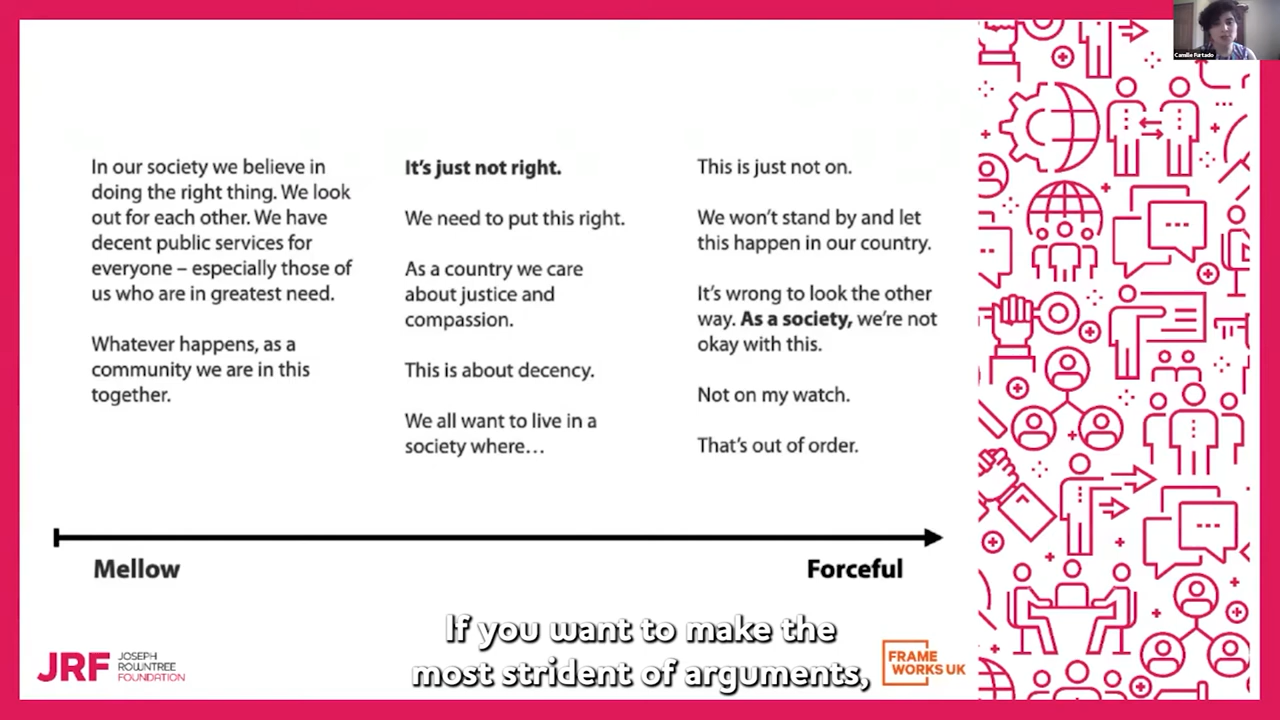 Camille Furtado
In our society we believe in
doing the right thing. We look
out for each other. We have
decent public services for
everyone – especially those of
us who are in greatest need.
Whatever happens, as a
community we are in this
together.
It’s just not right.
We need to put this right.
As a country we care
about justice and
compassion.
This is about decency.
We all want to live in a
society where…
This is just not on.
We won’t stand by and let
this happen in our country.
It’s wrong to look the other
way. As a society, we’re not
okay with this.
Not on my watch.
That’s out of order.
Mellow
Forceful
If you want to make the
most strident of arguments,
JRF
JOSEPH
ROWNTREE
FOUNDATION
FRAME
WORKS UK